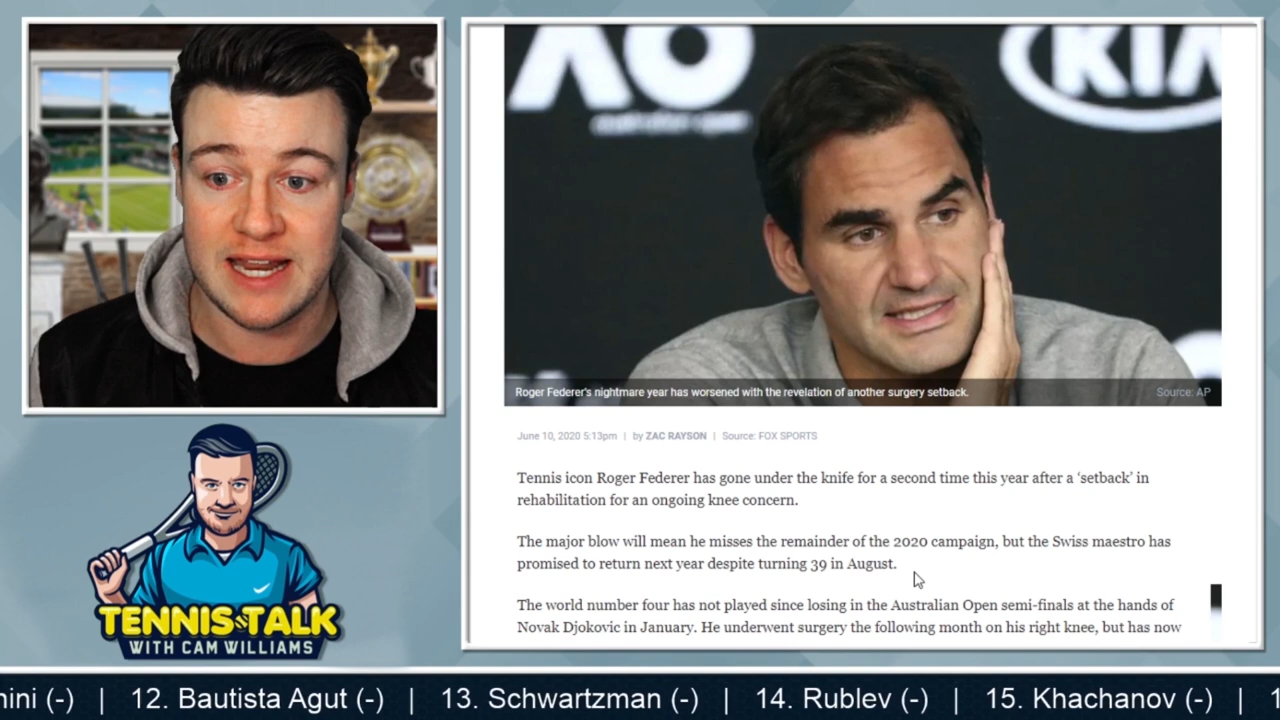 AO
australian open
KIA
Roger Federer's nightmare year has worsened with the revelation of another surgery setback.
Source: AP
June 10, 2020 5:13pm | by ZAC RAYSON | Source: FOX SPORTS
Tennis icon Roger Federer has gone under the knife for a second time this year after a ‘setback’ in
rehabilitation for an ongoing knee concern.
The major blow will mean he misses the remainder of the 2020 campaign, but the Swiss maestro has
promised to return next year despite turning 39 in August.
The world number four has not played since losing in the Australian Open semi-finals at the hands of
Novak Djokovic in January. He underwent surgery the following month on his right knee, but has now
TENNIS TALK
WITH CAM WILLIAMS
nini (-) | 12. Bautista Agut (-) | 13. Schwartzman (-) | 14. Rublev (-) | 15. Khachanov (-) | 1